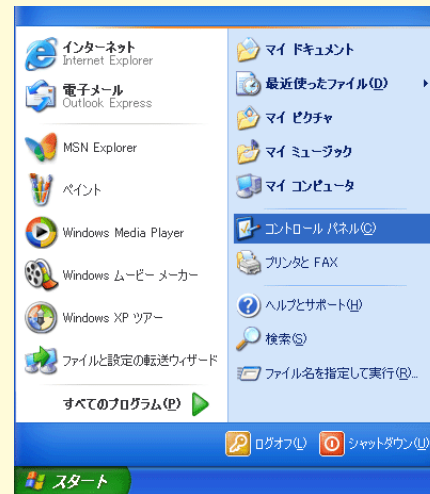 インターネット
Internet Explorer
電子メール
Outlook Express
MSN Explorer
ペイント
Windows Media Player
Windows ムービー メーカー
Windows XP ツアー
ファイルと設定の転送ウィザード
すべてのプログラム(P)
マイ ドキュメント
最近使ったファイル(D)
マイ ピクチャ
マイ ミュージック
マイ コンピュータ
コントロール パネル(C)
プリンタと FAX
ヘルプとサポート(H)
検索(S)
ファイル名を指定して実行(R)...
ログオフ(L)
シャットダウン(U)
スタート